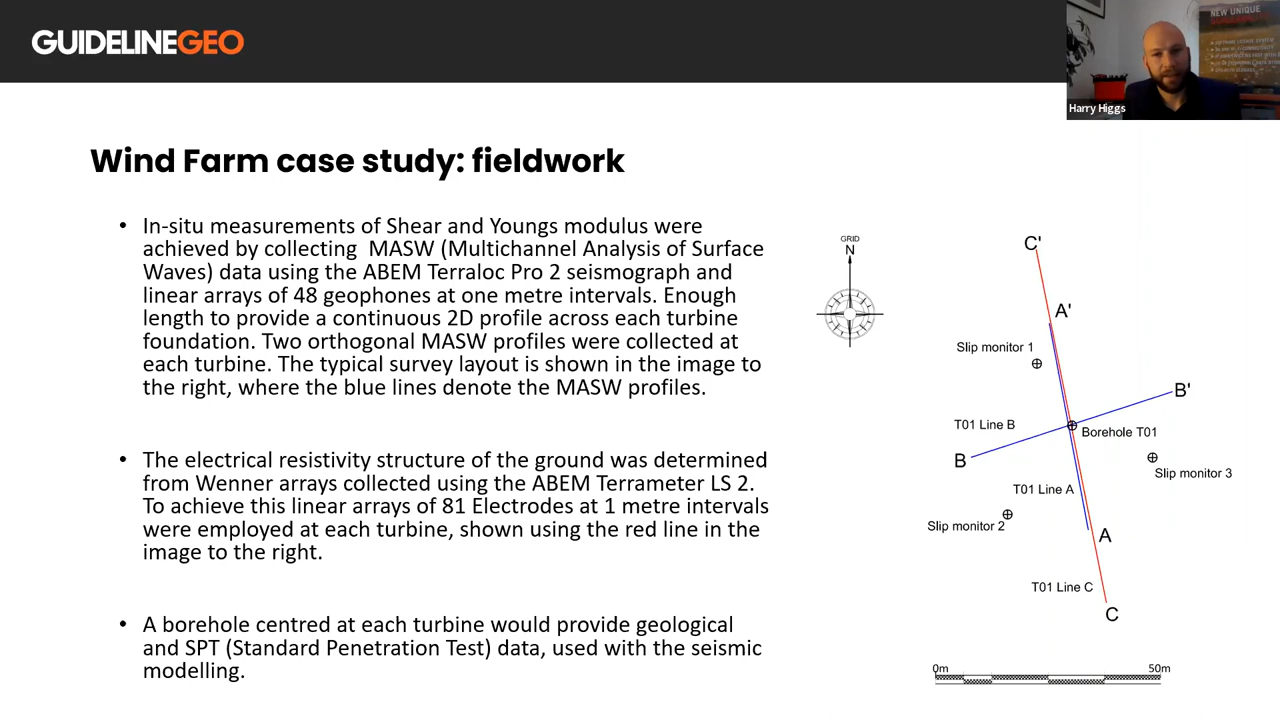 GUIDELINEGEO
NEW UNIQUE
Harry Higgs
Wind Farm case study: fieldwork
• In-situ measurements of Shear and Youngs modulus were
achieved by collecting MASW (Multichannel Analysis of Surface
Waves) data using the ABEM Terraloc Pro 2 seismograph and
linear arrays of 48 geophones at one metre intervals. Enough
length to provide a continuous 2D profile across each turbine
foundation. Two orthogonal MASW profiles were collected at
each turbine. The typical survey layout is shown in the image to
the right, where the blue lines denote the MASW profiles.
• The electrical resistivity structure of the ground was determined
from Wenner arrays collected using the ABEM Terrameter LS 2.
To achieve this linear arrays of 81 Electrodes at 1 metre intervals
were employed at each turbine, shown using the red line in the
image to the right.
• A borehole centred at each turbine would provide geological
and SPT (Standard Penetration Test) data, used with the seismic
modelling.
GRID
N
C'
A'
Slip monitor 1
B'
T01 Line B
Borehole T01
B
Slip monitor 3
T01 Line A
Slip monitor 2
A
T01 Line C
C
0m
50m